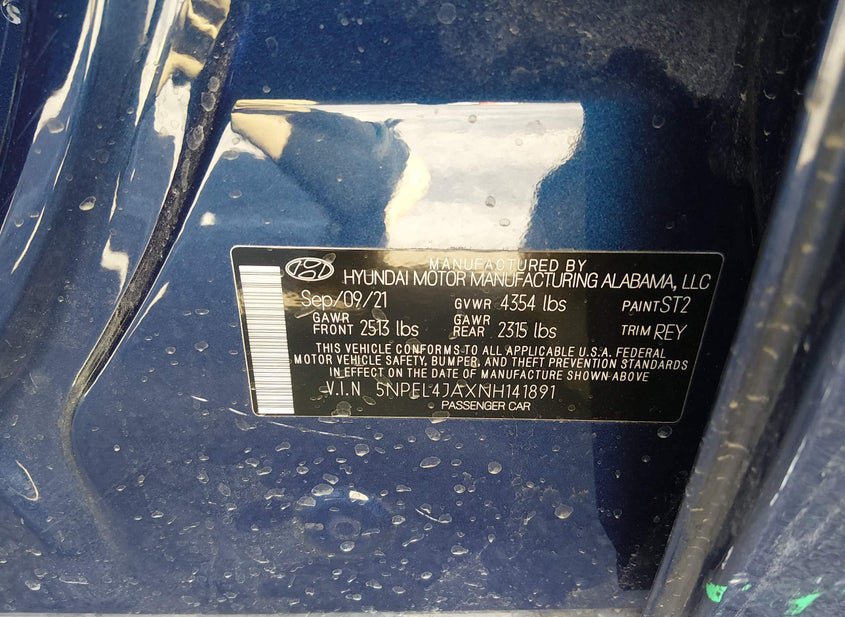 MANUFACTURED BY
HYUNDAI MOTOR MANUFACTURING ALABAMA, LLC
Sep/09/21 GVWR 4354 lbs PAINT ST2
GAWR FRONT 2513 lbs GAWR REAR 2315 lbs TRIM REY
THIS VEHICLE CONFORMS TO ALL APPLICABLE U.S.A. FEDERAL
MOTOR VEHICLE SAFETY, BUMPER, AND THEFT PREVENTION STANDARDS
IN EFFECT ON THE DATE OF MANUFACTURE SHOWN ABOVE
V.I.N 5NPEL4JAXNH141891
PASSENGER CAR